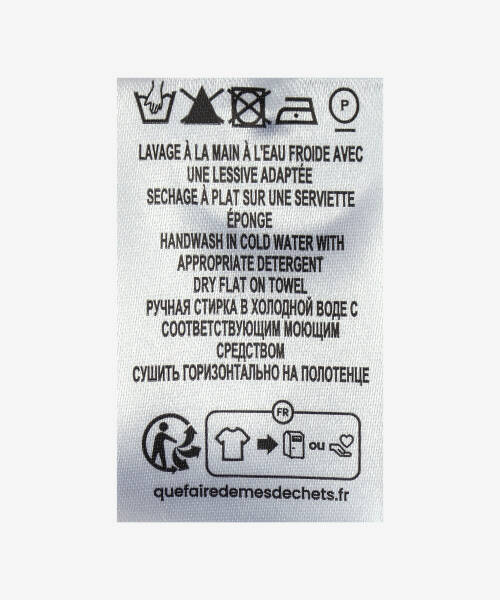 P
LAVAGE À LA MAIN À L'EAU FROIDE AVEC
UNE LESSIVE ADAPTÉE
SECHAGE À PLAT SUR UNE SERVIETTE
ÉPONGE
HANDWASH IN COLD WATER WITH
APPROPRIATE DETERGENT
DRY FLAT ON TOWEL
РУЧНАЯ СТИРКА В ХОЛОДНОЙ ВОДЕ С
СООТВЕТСТВУЮЩИМ МОЮЩИМ
СРЕДСТВОМ
СУШИТЬ ГОРИЗОНТАЛЬНО НА ПОЛОТЕНЦЕ
FR
OU
quefairedemesdechets.fr